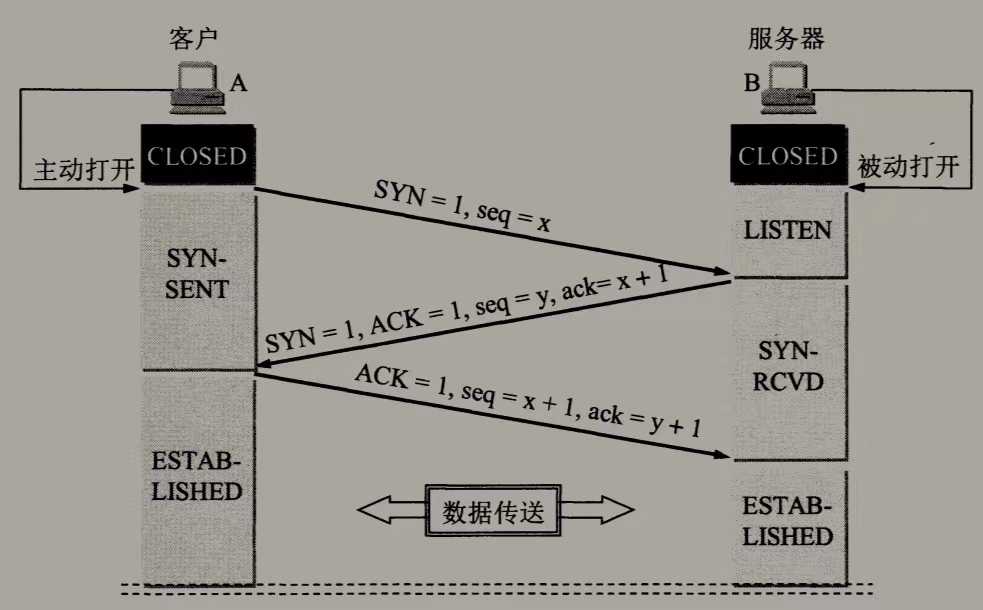 客户
服务器
A
B
CLOSED
CLOSED
主动打开
被动打开
SYN = 1, seq = x
LISTEN
SYN-
SENT
SYN = 1, ACK = 1, seq = y, ack= x + 1
SYN-
RCVD
ACK = 1, seq = x + 1, ack = y + 1
ESTAB-
LISHED
数据传送
ESTAB-
LISHED